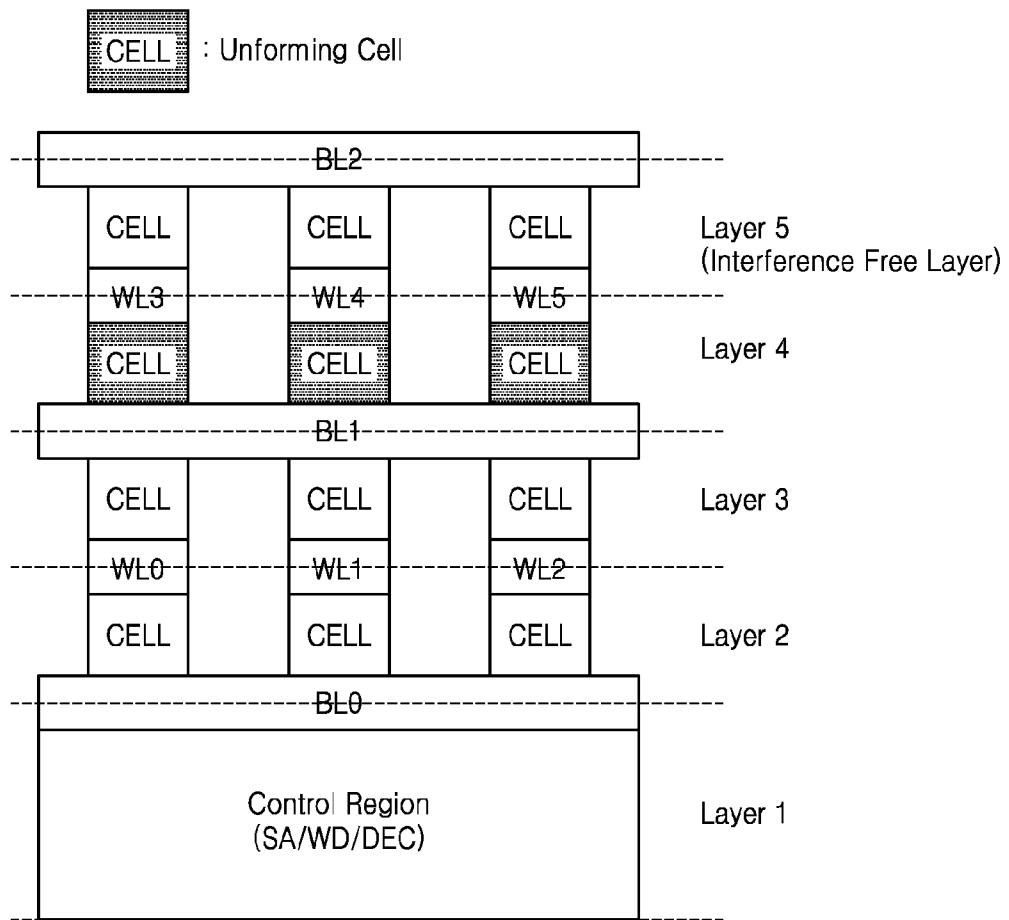 CELL : Unforming Cell
BL2
CELL CELL CELL Layer 5
(Interference Free Layer)
WL3 WL4 WL5
CELL CELL CELL Layer 4
BL1
CELL CELL CELL Layer 3
WL0 WL1 WL2
CELL CELL CELL Layer 2
BL0
Control Region Layer 1
(SA/WD/DEC)